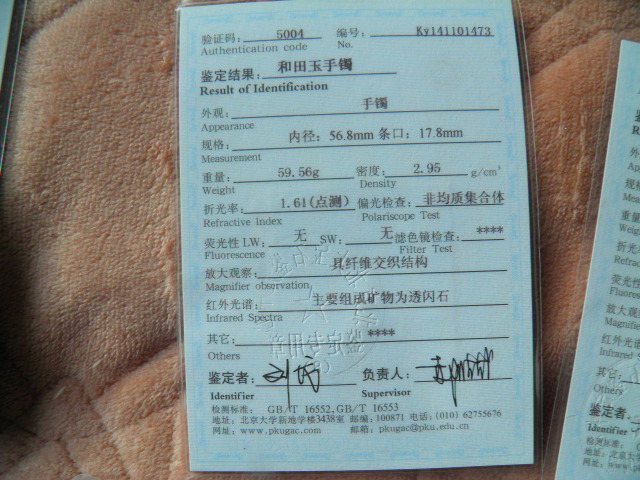 验证码: 5004 编号: Ky141101473
Authentication code No.
鉴定结果: 和田玉手镯
Result of Identification
外观: 手镯
Appearance
规格: 内径: 56.8mm 条口: 17.8mm
Measurement
重量: 59.56g 密度: 2.95 g/cm³
Weight Density
折光率: 1.61(点测) 偏光检查: 非均质集合体
Refractive Index Polariscope Test
荧光性 LW: 无 SW: 无 滤色镜检查: ****
Fluorescence Filter Test
放大观察: 具纤维交织结构
Magnifier observation
红外光谱: 主要组成矿物为透闪石
Infrared Spectra
其它: ****
Others
鉴定者: 负责人:
Identifier Supervisor
检测标准: GB/T 16552,GB/T 16553
地址: 北京大学新地学楼3438室 邮编: 100871 电话: (010) 62755676
网址: www.pkugac.com 邮箱: pkugac@pku.edu.cn